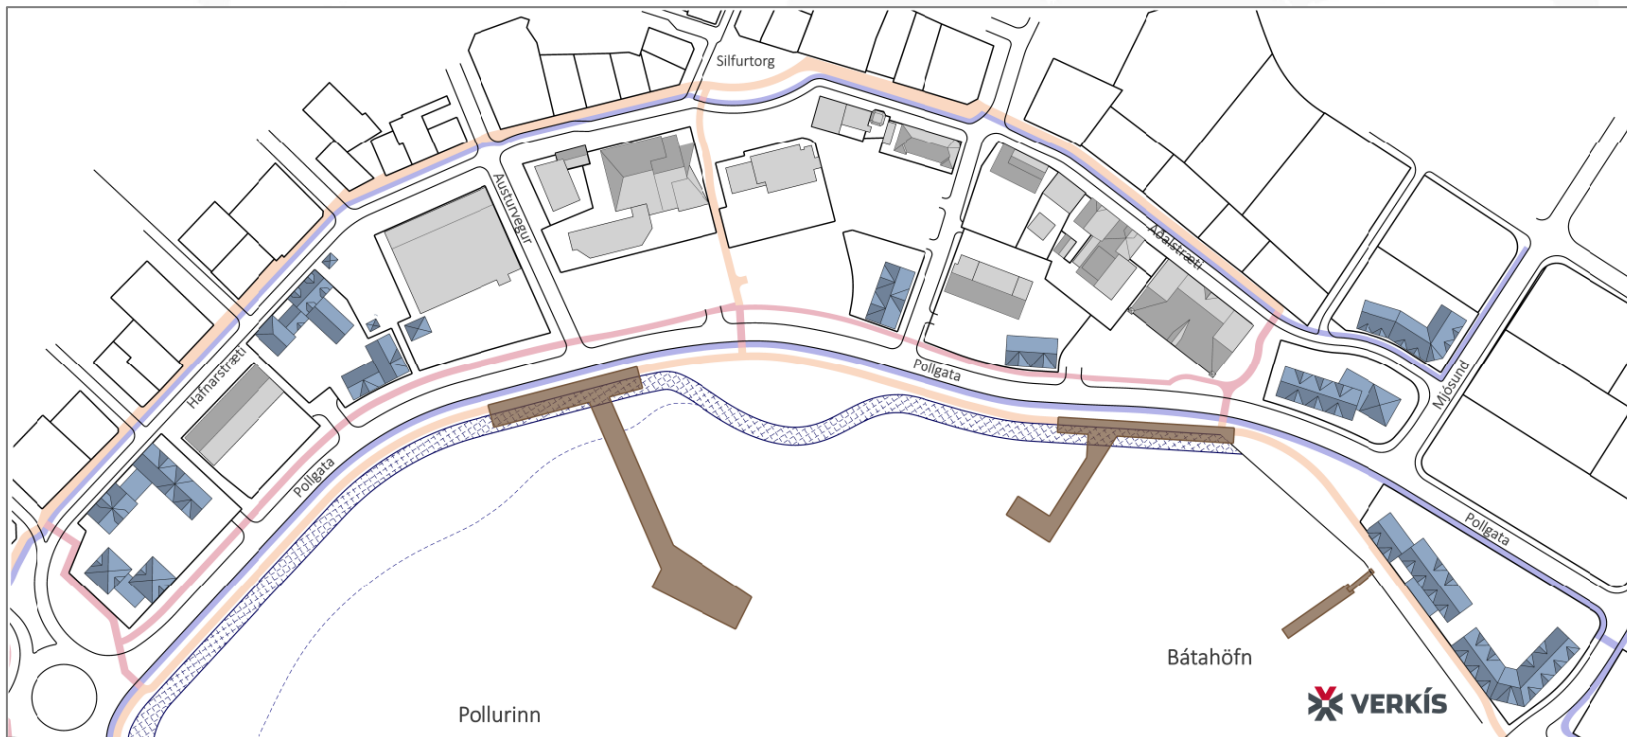 Silfurtorg
Austurvegur
Aðalstræti
Hafnarstræti
Pollgata
Mjósund
Pollgata
Pollgata
Bátahöfn
Pollurinn
VERKÍS